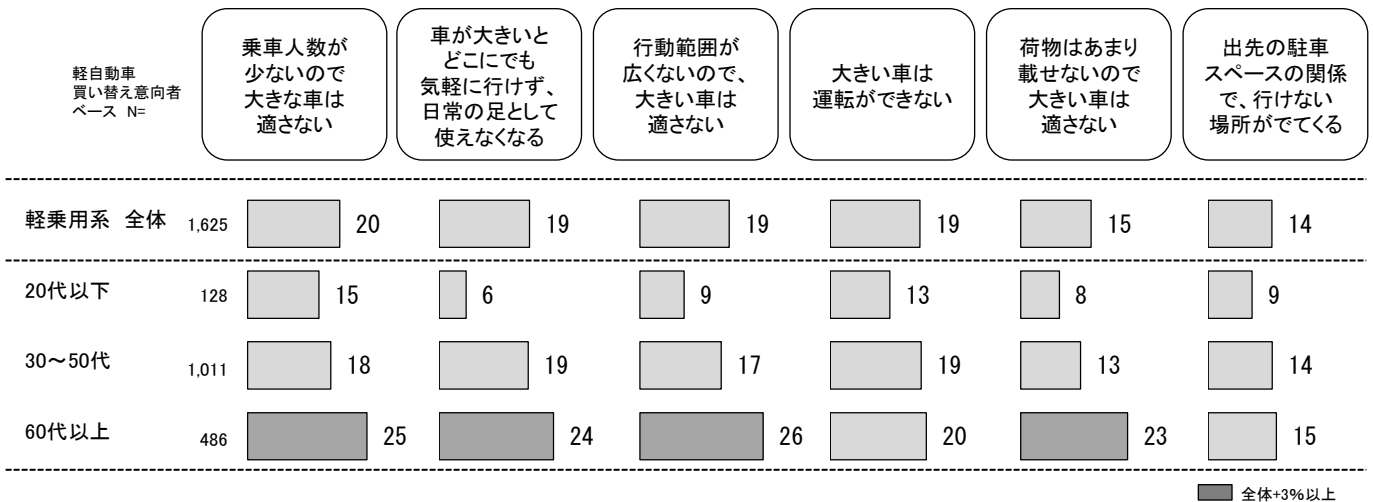 軽自動車
買い替え意向者
ベース N=
乗車人数が
少ないので
大きな車は
適さない
車が大きいと
どこにでも
気軽に行けず、
日常の足として
使えなくなる
行動範囲が
広くないので、
大きい車は
適さない
大きい車は
運転ができない
荷物はあまり
載せないので
大きい車は
適さない
出先の駐車
スペースの関係
で、行けない
場所がでてくる
軽乗用系 全体 1,625 20 19 19 19 15 14
20代以下 128 15 6 9 13 8 9
30～50代 1,011 18 19 17 19 13 14
60代以上 486 25 24 26 20 23 15
全体+3%以上